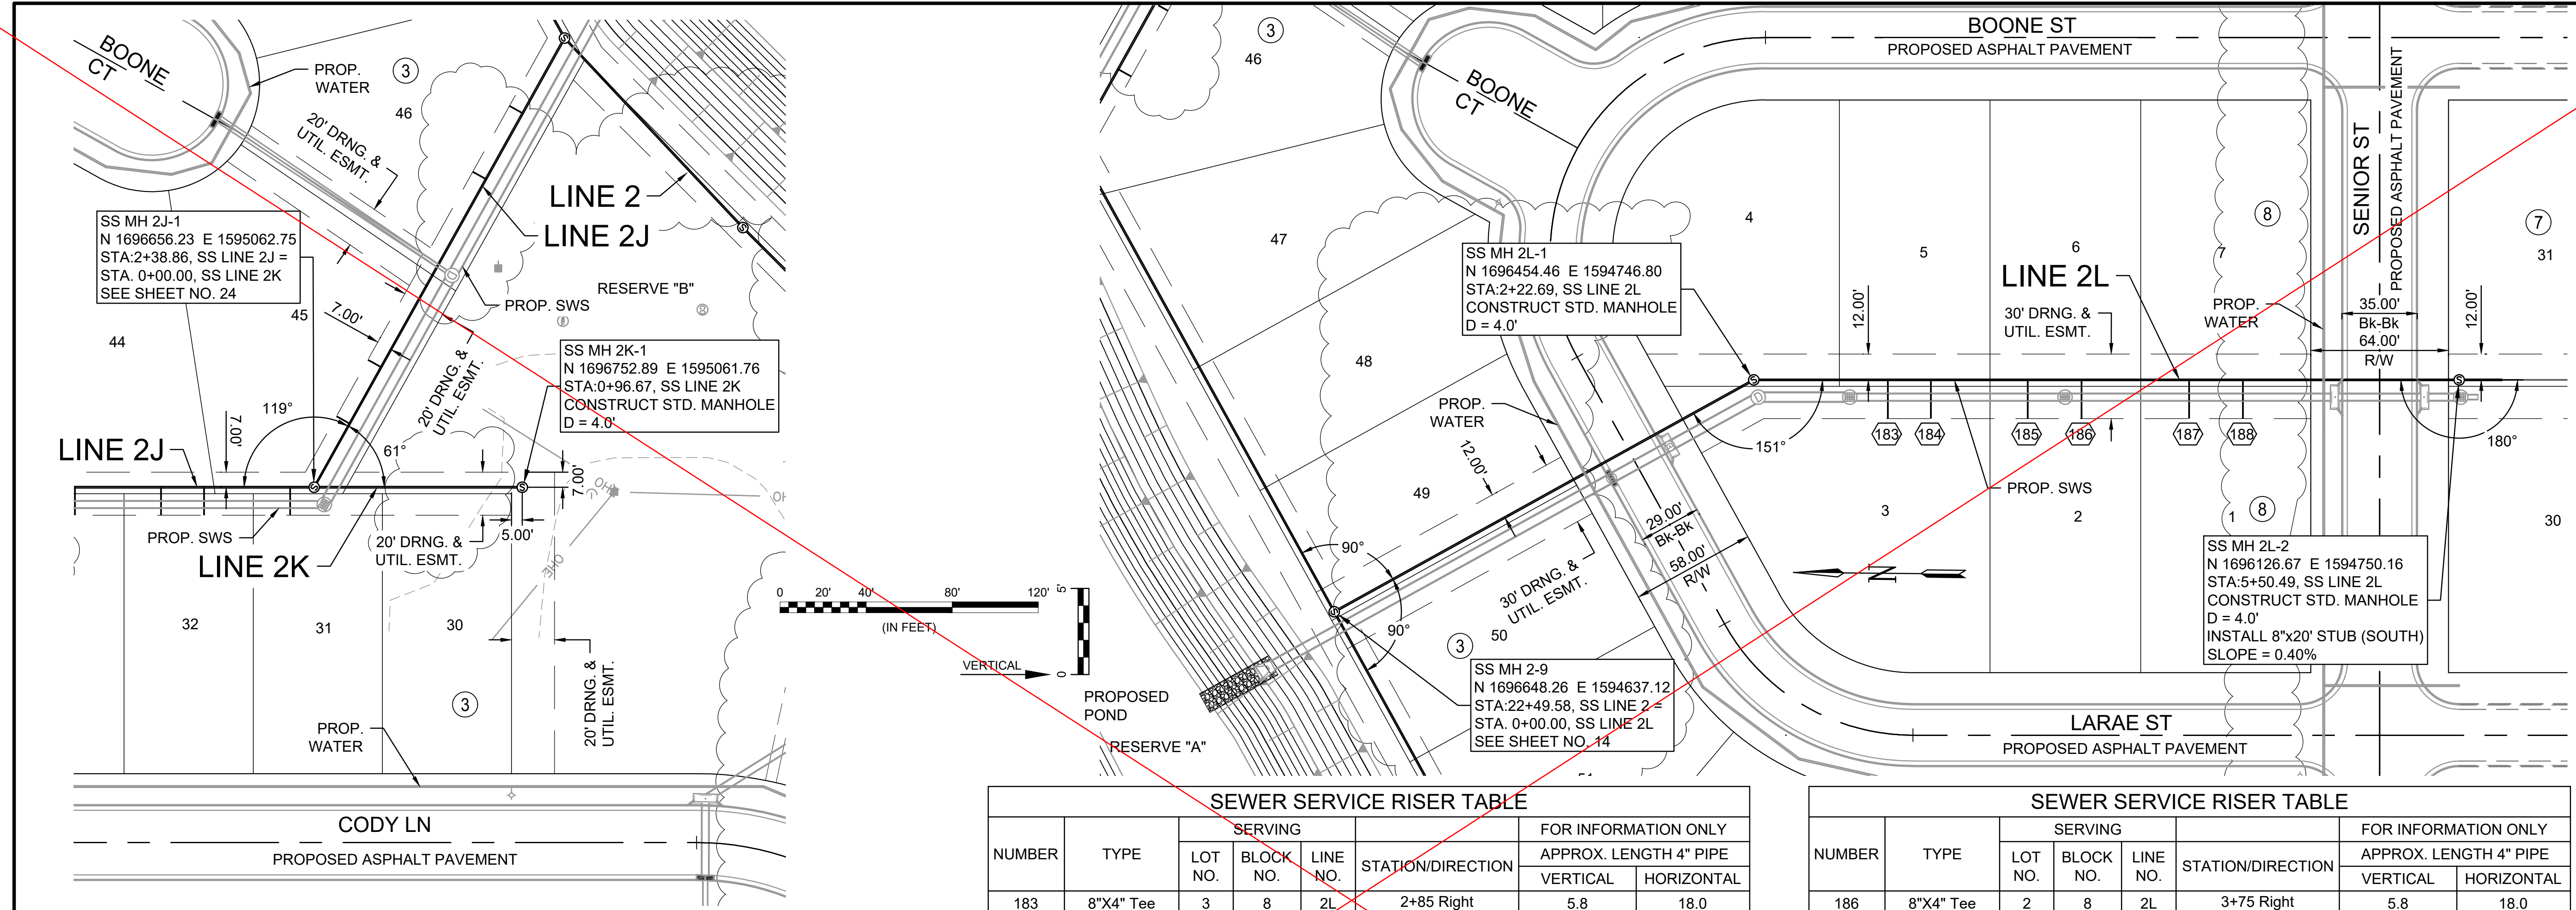 BOONE
CT
PROP.
WATER
3
46
20' DRNG. &
UTIL. ESMT.
LINE 2
LINE 2J
SS MH 2J-1
N 1696656.23 E 1595062.75
STA:2+38.86, SS LINE 2J =
STA. 0+00.00, SS LINE 2K
SEE SHEET NO. 24
RESERVE "B"
PROP. SWS
45
7.00'
44
SS MH 2K-1
N 1696752.89 E 1595061.76
STA:0+96.67, SS LINE 2K
CONSTRUCT STD. MANHOLE
D = 4.0'
20' DRNG. &
UTIL. ESMT.
119°
7.00'
61°
LINE 2J
7.00'
OHE
PROP. SWS
20' DRNG. &
UTIL. ESMT.
5.00'
LINE 2K
OHE
32
31
30
20' DRNG. &
UTIL. ESMT.
3
PROP.
WATER
CODY LN
PROPOSED ASPHALT PAVEMENT
0 20' 40' 80' 120'
(IN FEET)
5'
0
VERTICAL
3
46
BOONE
CT
BOONE ST
PROPOSED ASPHALT PAVEMENT
SENIOR ST
PROPOSED ASPHALT PAVEMENT
47
4
5
6
7
8
7
31
SS MH 2L-1
N 1696454.46 E 1594746.80
STA:2+22.69, SS LINE 2L
CONSTRUCT STD. MANHOLE
D = 4.0'
LINE 2L
12.00'
30' DRNG. &
UTIL. ESMT.
PROP.
WATER
35.00'
Bk-Bk
64.00'
R/W
12.00'
48
PROP.
WATER
151°
183
184
185
186
187
188
180°
12.00'
49
PROP. SWS
3
2
1
8
30
29.00'
Bk-Bk
58.00'
R/W
90°
N
SS MH 2L-2
N 1696126.67 E 1594750.16
STA:5+50.49, SS LINE 2L
CONSTRUCT STD. MANHOLE
D = 4.0'
INSTALL 8"x20' STUB (SOUTH)
SLOPE = 0.40%
30' DRNG. &
UTIL. ESMT.
90°
50
3
SS MH 2-9
N 1696648.26 E 1594637.12
STA:22+49.58, SS LINE 2 =
STA. 0+00.00, SS LINE 2L
SEE SHEET NO. 14
PROPOSED
POND
RESERVE "A"
LARAE ST
PROPOSED ASPHALT PAVEMENT
51
SEWER SERVICE RISER TABLE
NUMBER TYPE SERVING STATION/DIRECTION FOR INFORMATION ONLY
LOT NO. BLOCK NO. LINE NO. APPROX. LENGTH 4" PIPE
VERTICAL HORIZONTAL
183 8"X4" Tee 3 8 2L 2+85 Right 5.8 18.0
SEWER SERVICE RISER TABLE
NUMBER TYPE SERVING STATION/DIRECTION FOR INFORMATION ONLY
LOT NO. BLOCK NO. LINE NO. APPROX. LENGTH 4" PIPE
VERTICAL HORIZONTAL
186 8"X4" Tee 2 8 2L 3+75 Right 5.8 18.0